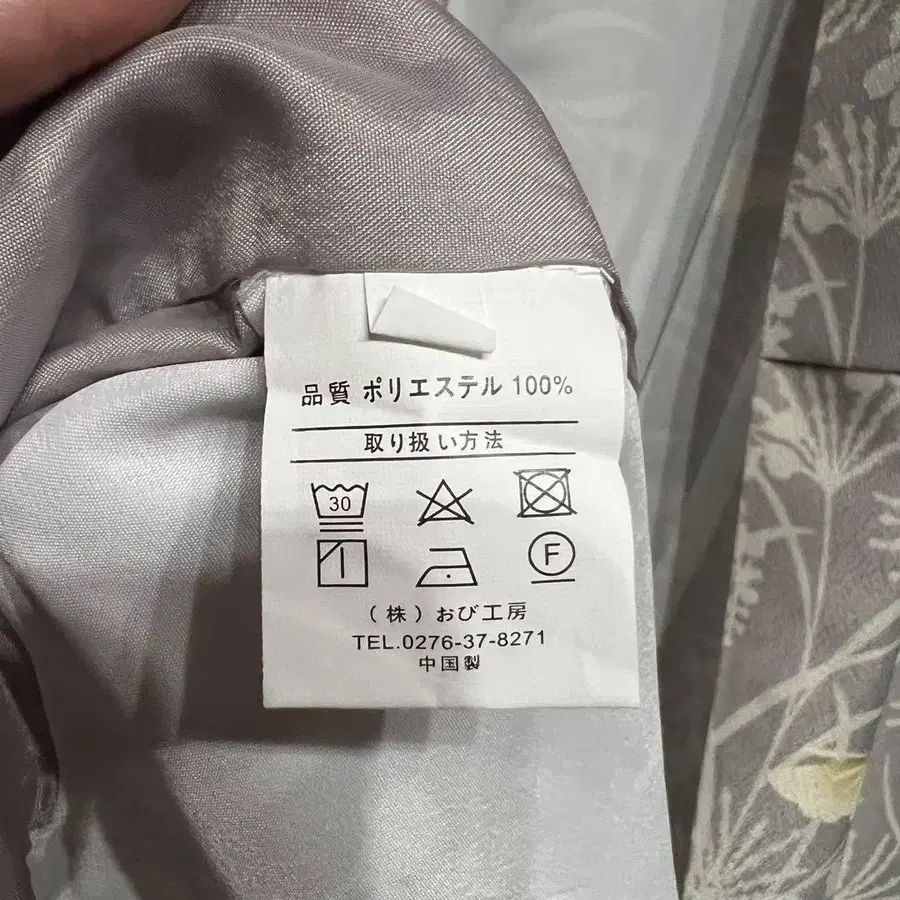 品質 ポリエステル 100%
取り扱い方法
30
F
(株)おび工房
TEL.0276-37-8271
中国製